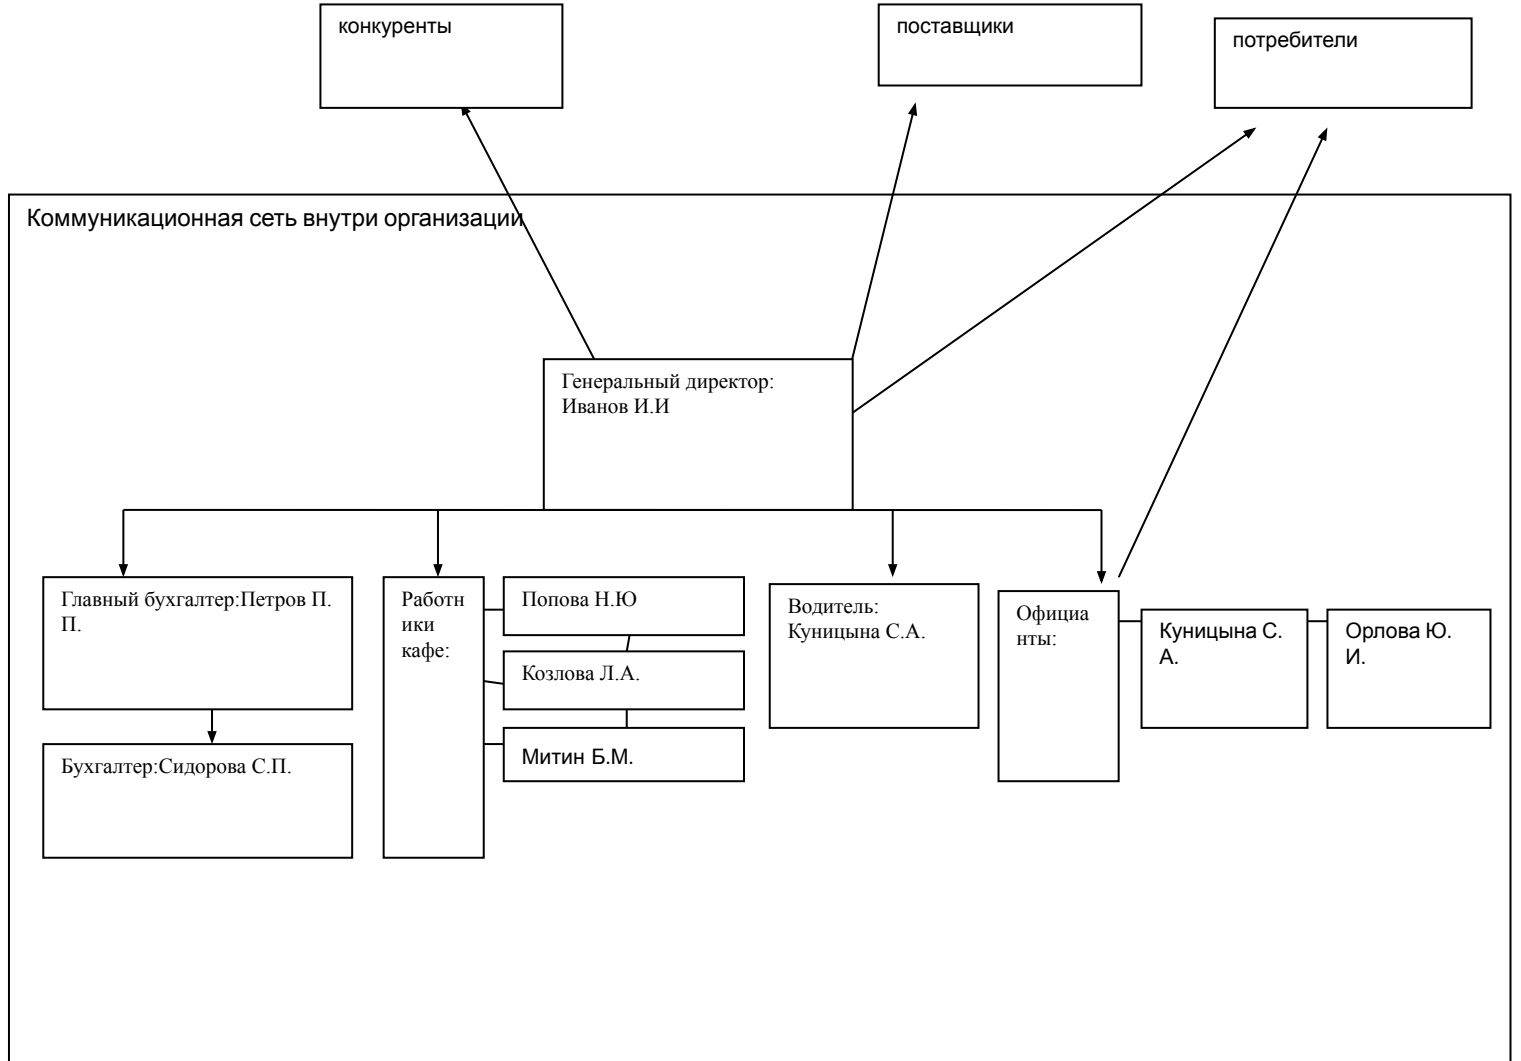 конкуренты
поставщики
потребители
Коммуникационная сеть внутри организации
Генеральный директор:
Иванов И.И
Главный бухгалтер:Петров П.
П.
Бухгалтер:Сидорова С.П.
Работн
ики
кафе:
Попова Н.Ю
Козлова Л.А.
Митин Б.М.
Водитель:
Куницына С.А.
Официа
нты:
Куницына С.
А.
Орлова Ю.
И.